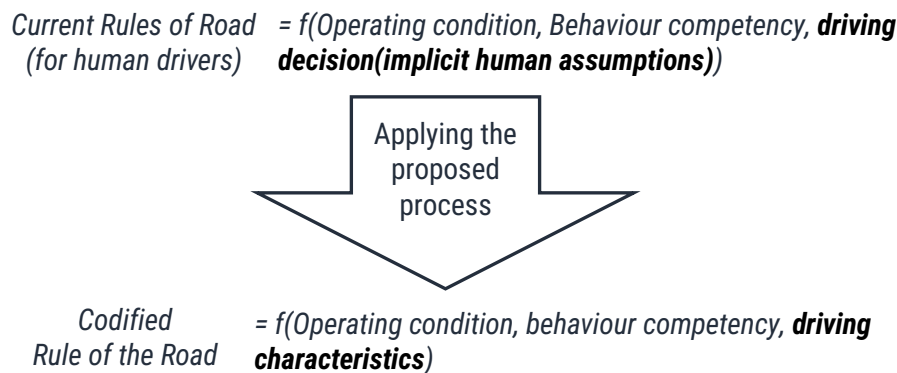 Current Rules of Road = f(Operating condition, Behaviour competency, driving
(for human drivers) decision(implicit human assumptions))
Applying the
proposed
process
Codified = f(Operating condition, behaviour competency, driving
Rule of the Road characteristics)